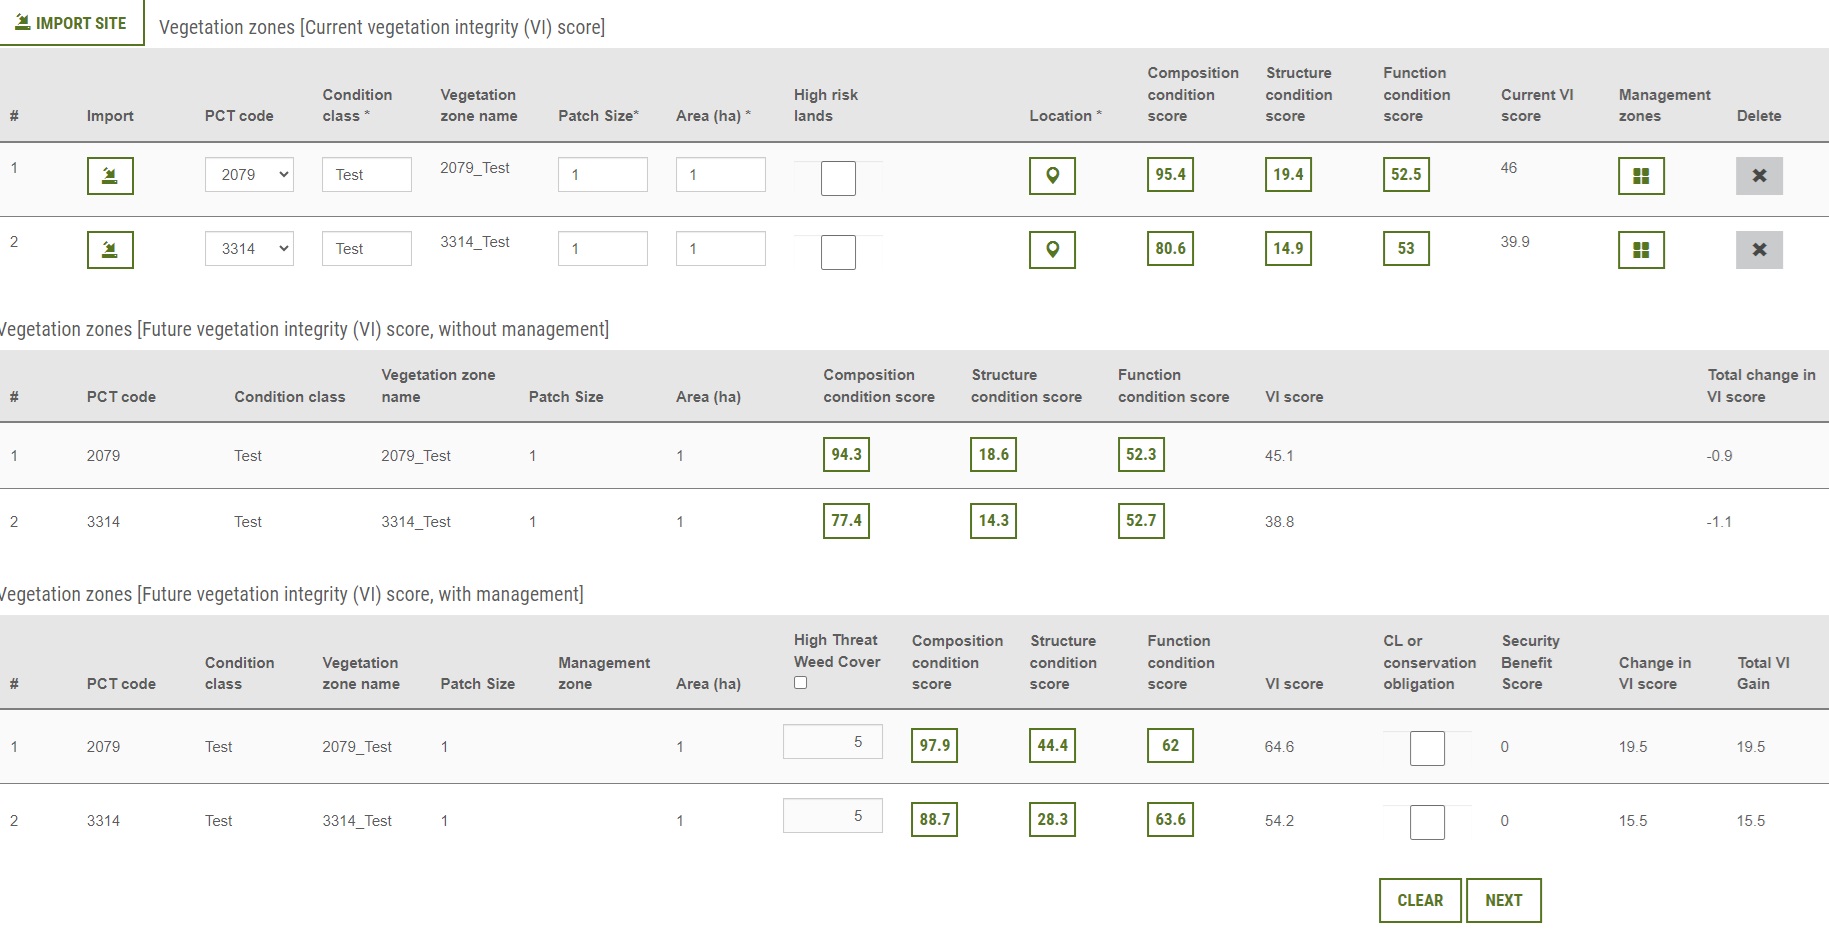 IMPORT SITE Vegetation zones [Current vegetation integrity (VI) score]
# Import PCT code Condition class * Vegetation zone name Patch Size* Area (ha) * High risk lands Location * Composition condition score Structure condition score Function condition score Current VI score Management zones Delete
1 2079 Test 2079_Test 1 1 95.4 19.4 52.5 46
2 3314 Test 3314_Test 1 1 80.6 14.9 53 39.9
Vegetation zones [Future vegetation integrity (VI) score, without management]
# PCT code Condition class Vegetation zone name Patch Size Area (ha) Composition condition score Structure condition score Function condition score VI score Total change in VI score
1 2079 Test 2079_Test 1 1 94.3 18.6 52.3 45.1 -0.9
2 3314 Test 3314_Test 1 1 77.4 14.3 52.7 38.8 -1.1
Vegetation zones [Future vegetation integrity (VI) score, with management]
# PCT code Condition class Vegetation zone name Patch Size Management zone Area (ha) High Threat Weed Cover Composition condition score Structure condition score Function condition score VI score CL or conservation obligation Security Benefit Score Change in VI score Total VI Gain
1 2079 Test 2079_Test 1 1 5 97.9 44.4 62 64.6 0 19.5 19.5
2 3314 Test 3314_Test 1 1 5 88.7 28.3 63.6 54.2 0 15.5 15.5
CLEAR NEXT